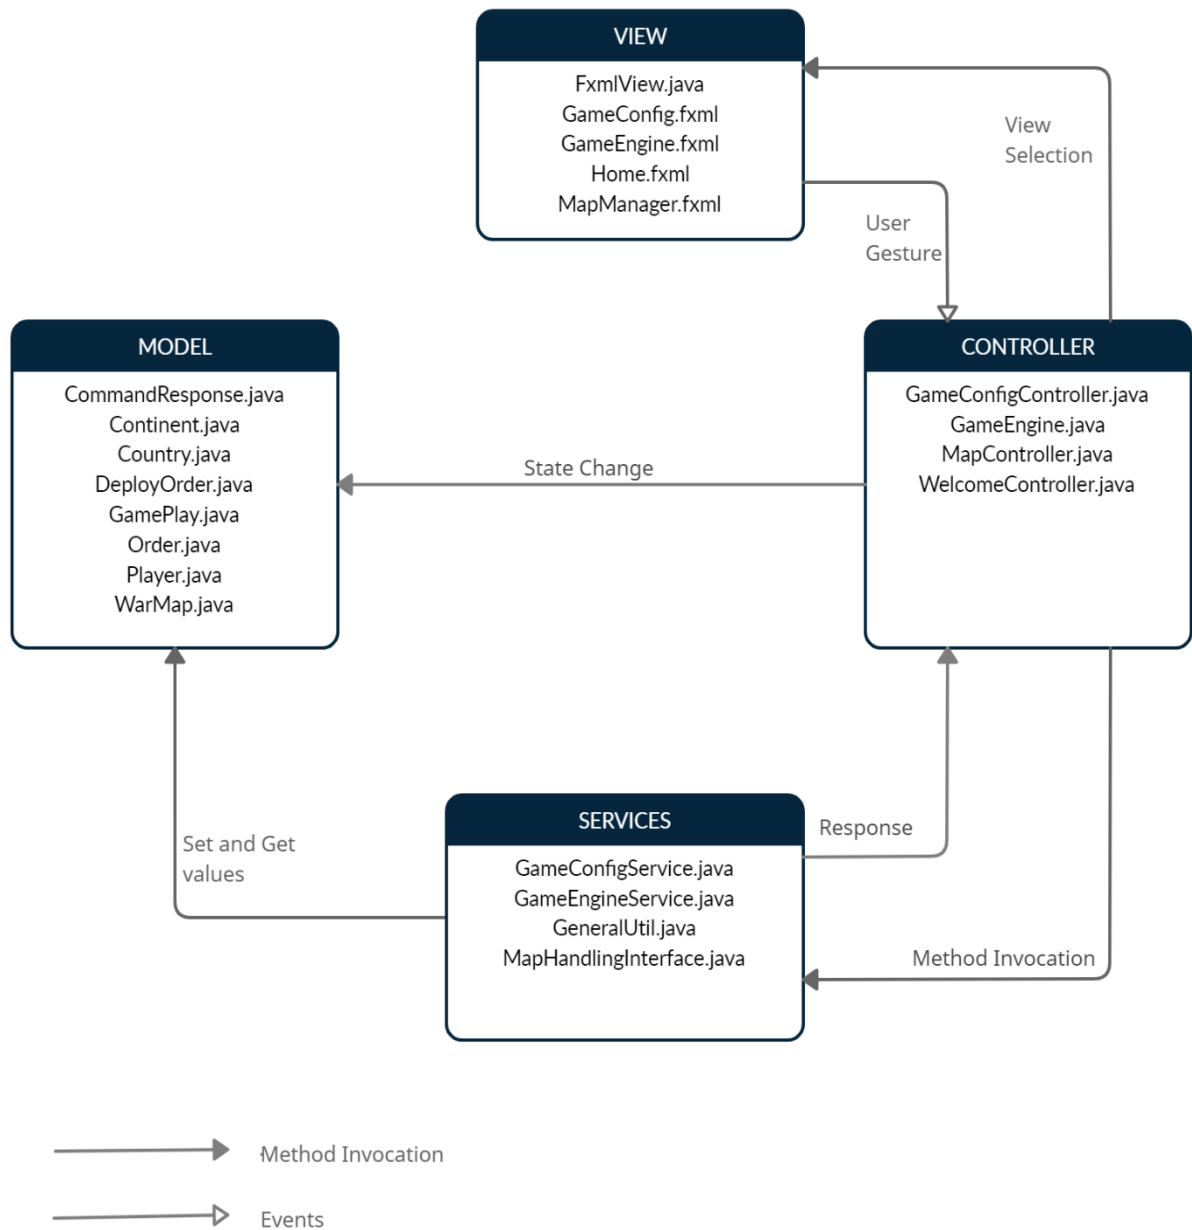 VIEW
FxmlView.java
GameConfig.fxml
GameEngine.fxml
Home.fxml
MapManager.fxml
View
Selection
User
Gesture
MODEL
CommandResponse.java
Continent.java
Country.java
DeployOrder.java
GamePlay.java
Order.java
Player.java
WarMap.java
State Change
CONTROLLER
GameConfigController.java
GameEngine.java
MapController.java
WelcomeController.java
Set and Get
values
SERVICES
GameConfigService.java
GameEngineService.java
GeneralUtil.java
MapHandlingInterface.java
Response
Method Invocation
Method Invocation
Events